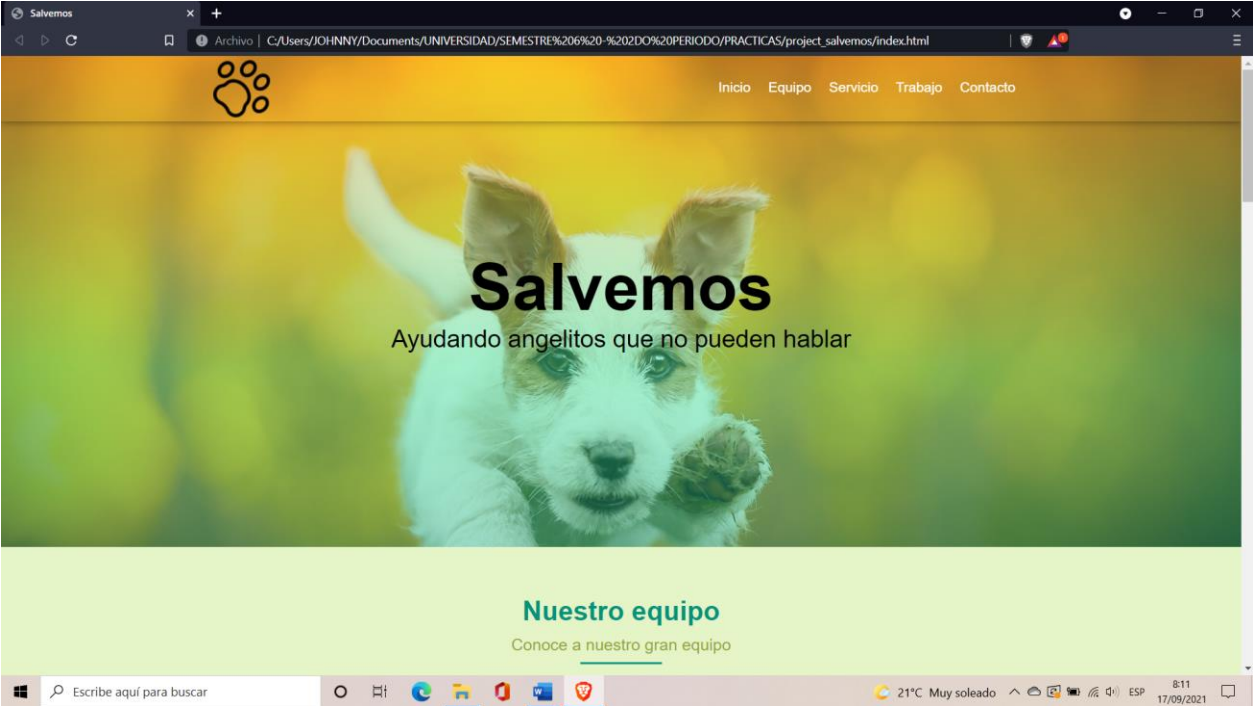 Salvemos
Archivo | C:/Users/JOHNNY/Documents/UNIVERSIDAD/SEMESTRE%206%20-%202DO%20PERIODO/PRACTICAS/project_salvemos/index.html
Inicio Equipo Servicio Trabajo Contacto
Salvemos
Ayudando angelitos que no pueden hablar
Nuestro equipo
Conoce a nuestro gran equipo
Escribe aquí para buscar
21°C Muy soleado
ESP
8:11
17/09/2021